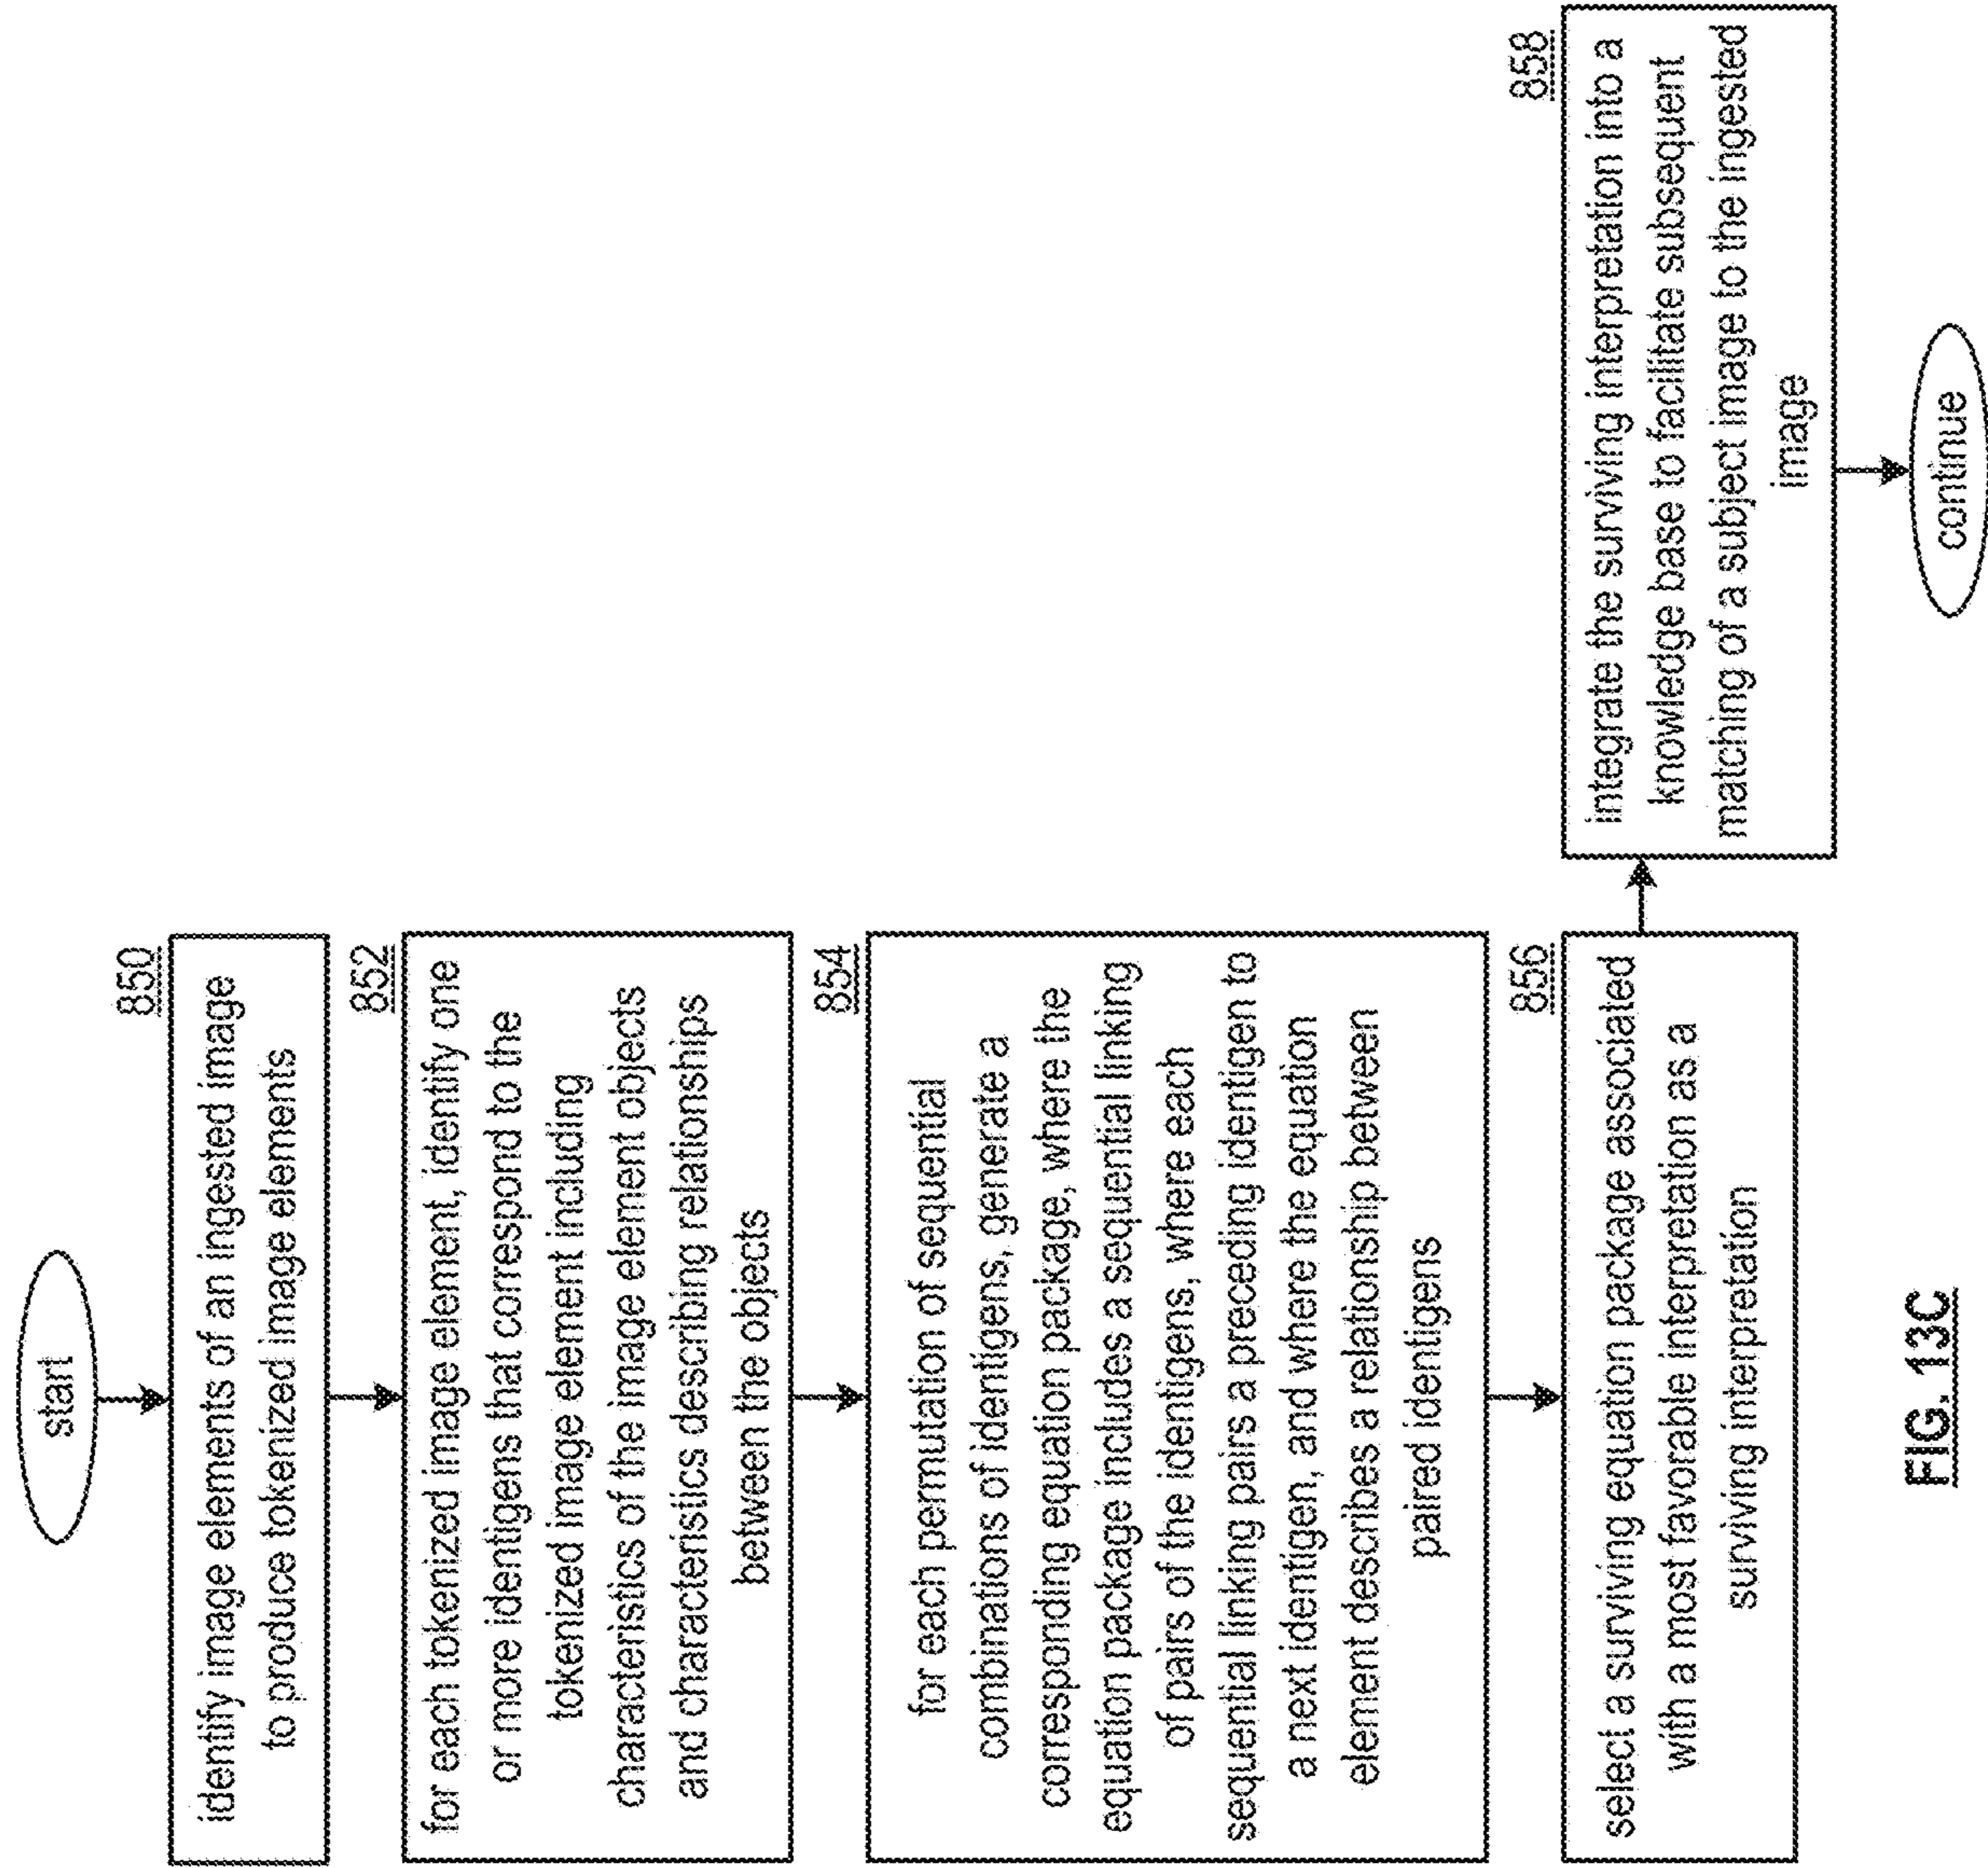 start
850
identify image elements of an ingested image
to produce tokenized image elements
852
for each tokenized image element, identify one
or more identigens that correspond to the
tokenized image element including
characteristics of the image element objects
and characteristics describing relationships
between the objects
854
for each permutation of sequential
combinations of identigens, generate a
corresponding equation package, where the
equation package includes a sequential linking
of pairs of the identigens, where each
sequential linking pairs a preceding identigen to
a next identigen, and where the equation
element describes a relationship between
paired identigens
856
select a surviving equation package associated
with a most favorable interpretation as a
surviving interpretation
858
integrate the surviving interpretation into a
knowledge base to facilitate subsequent
matching of a subject image to the ingested
image
continue
FIG. 13C